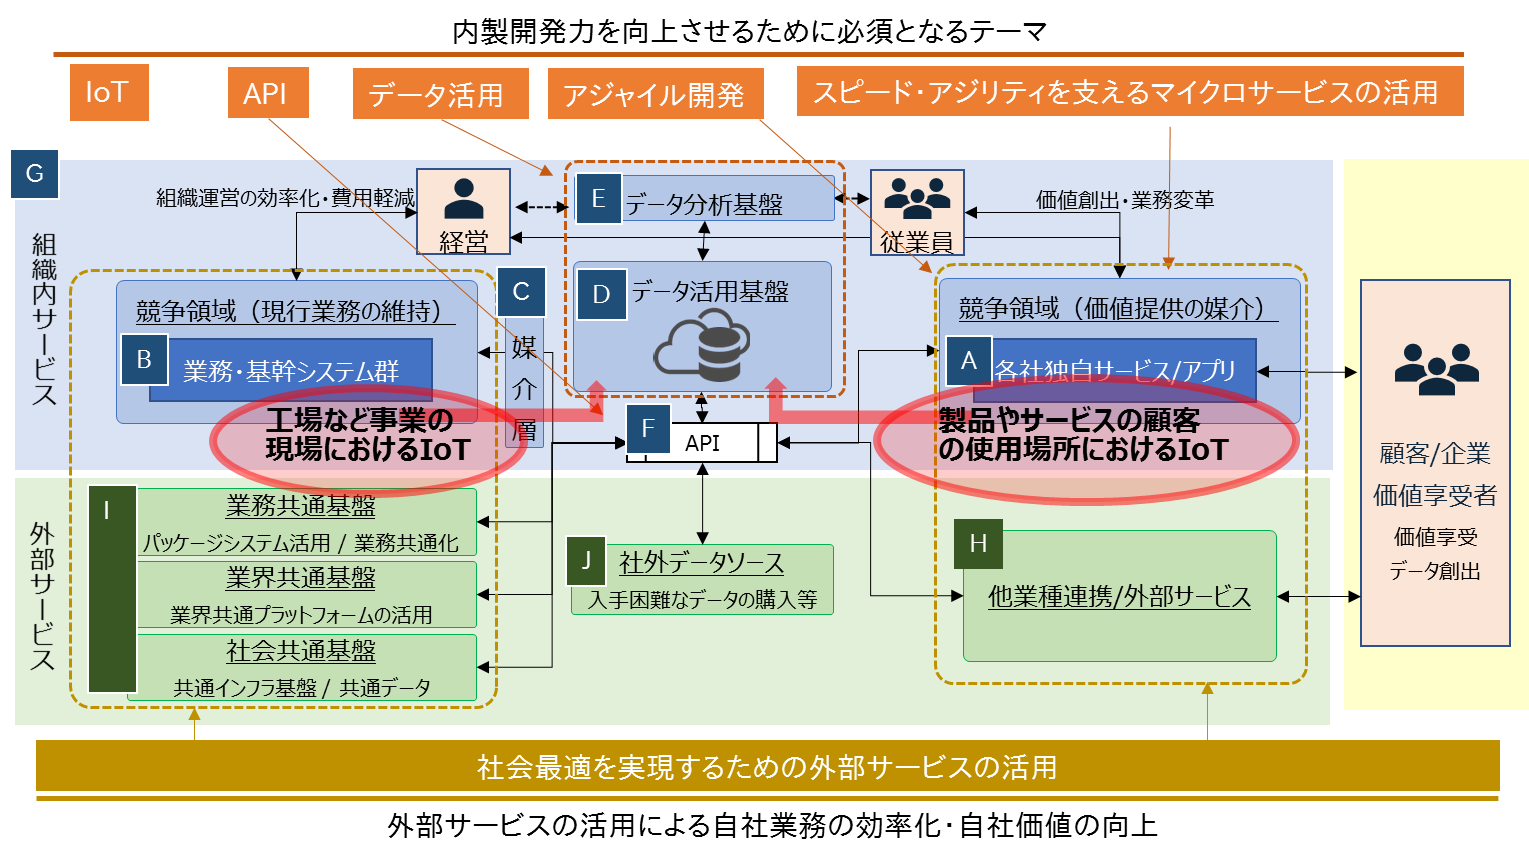 内製開発力を向上させるために必須となるテーマ
IoT
API
データ活用
アジャイル開発
スピード・アジリティを支えるマイクロサービスの活用
G
組織内サービス
組織運営の効率化・費用軽減
経営
E
データ分析基盤
従業員
価値創出・業務変革
C
媒介層
D
データ活用基盤
競争領域（現行業務の維持）
B
業務・基幹システム群
工場など事業の
現場におけるIoT
競争領域（価値提供の媒介）
A
各社独自サービス/アプリ
製品やサービスの顧客
の使用場所におけるIoT
F
API
顧客/企業
価値享受者
価値享受
データ創出
外部サービス
I
業務共通基盤
パッケージシステム活用 / 業務共通化
業界共通基盤
業界共通プラットフォームの活用
社会共通基盤
共通インフラ基盤 / 共通データ
J
社外データソース
入手困難なデータの購入等
H
他業種連携/外部サービス
社会最適を実現するための外部サービスの活用
外部サービスの活用による自社業務の効率化・自社価値の向上